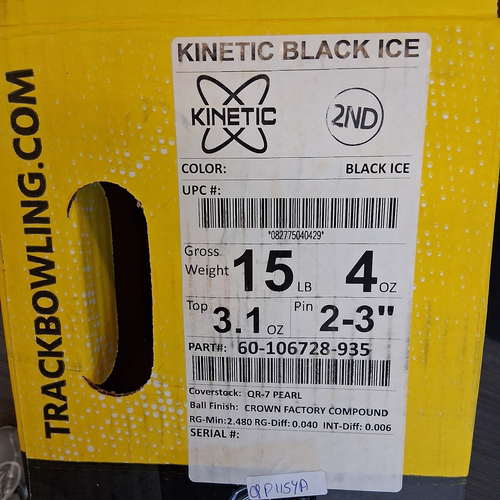 TRACKBOWLING.COM
KINETIC BLACK ICE
KINETIC
2ND
COLOR: BLACK ICE
UPC #:
*082775040429*
Gross Weight 15 LB 4 OZ
Top 3.1 OZ Pin 2-3"
PART#: 60-106728-935
Coverstock: QR-7 PEARL
Ball Finish: CROWN FACTORY COMPOUND
RG-Min:2.480 RG-Diff: 0.040 INT-Diff: 0.006
SERIAL #: